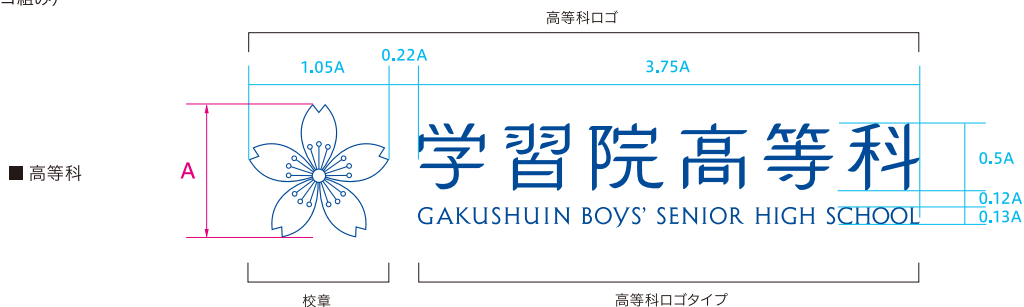 高等科ロゴ
1.05A
0.22A
3.75A
■ 高等科
A
学習院高等科
GAKUSHUIN BOYS' SENIOR HIGH SCHOOL
0.5A
0.12A
0.13A
校章
高等科ロゴタイプ